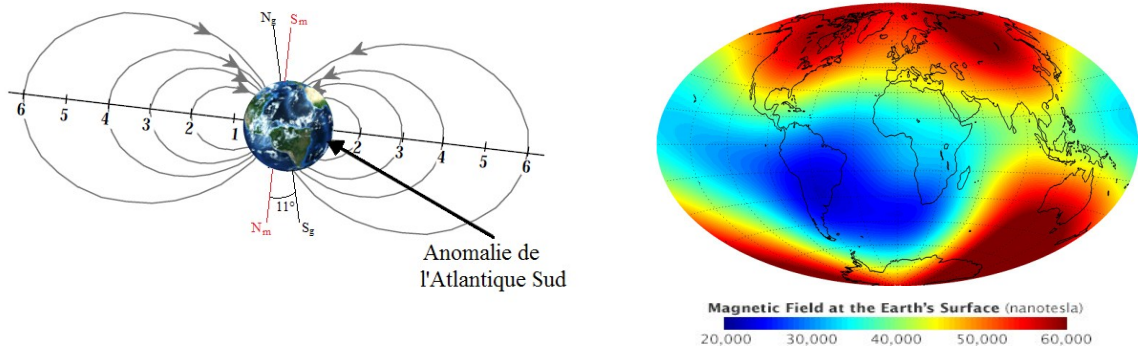 Ng Sm
6 5 4 3 2 1 2 3 4 5 6
11°
Nm Sg
Anomalie de
l'Atlantique Sud
Magnetic Field at the Earth's Surface (nanotesla)
20,000 30,000 40,000 50,000 60,000